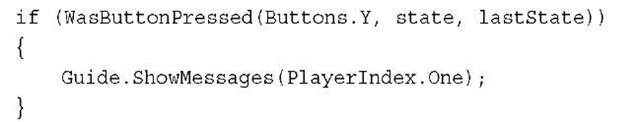 if (WasButtonPressed(Buttons.Y, state, lastState))
{
    Guide.ShowMessages(PlayerIndex.One);
}